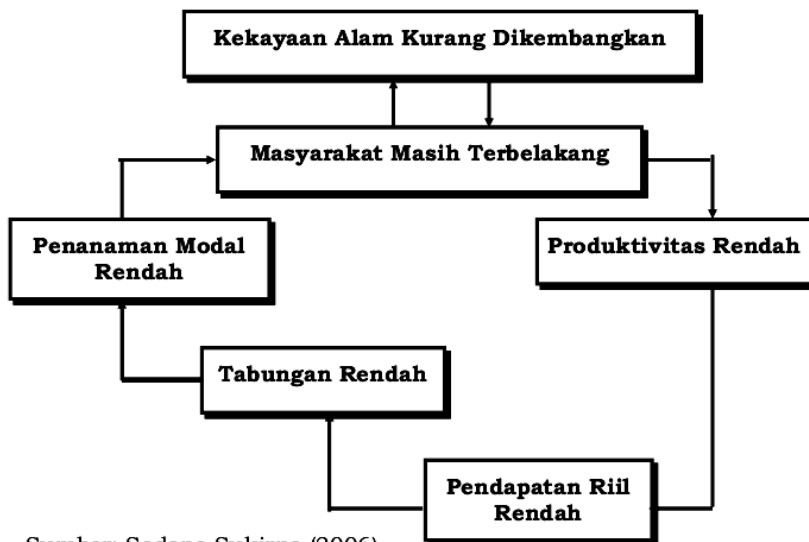 Kekayaan Alam Kurang Dikembangkan
Masyarakat Masih Terbelakang
Penanaman Modal
Rendah
Produktivitas Rendah
Tabungan Rendah
Pendapatan Riil
Rendah
Sumber: Sadono Sukirno (2006)